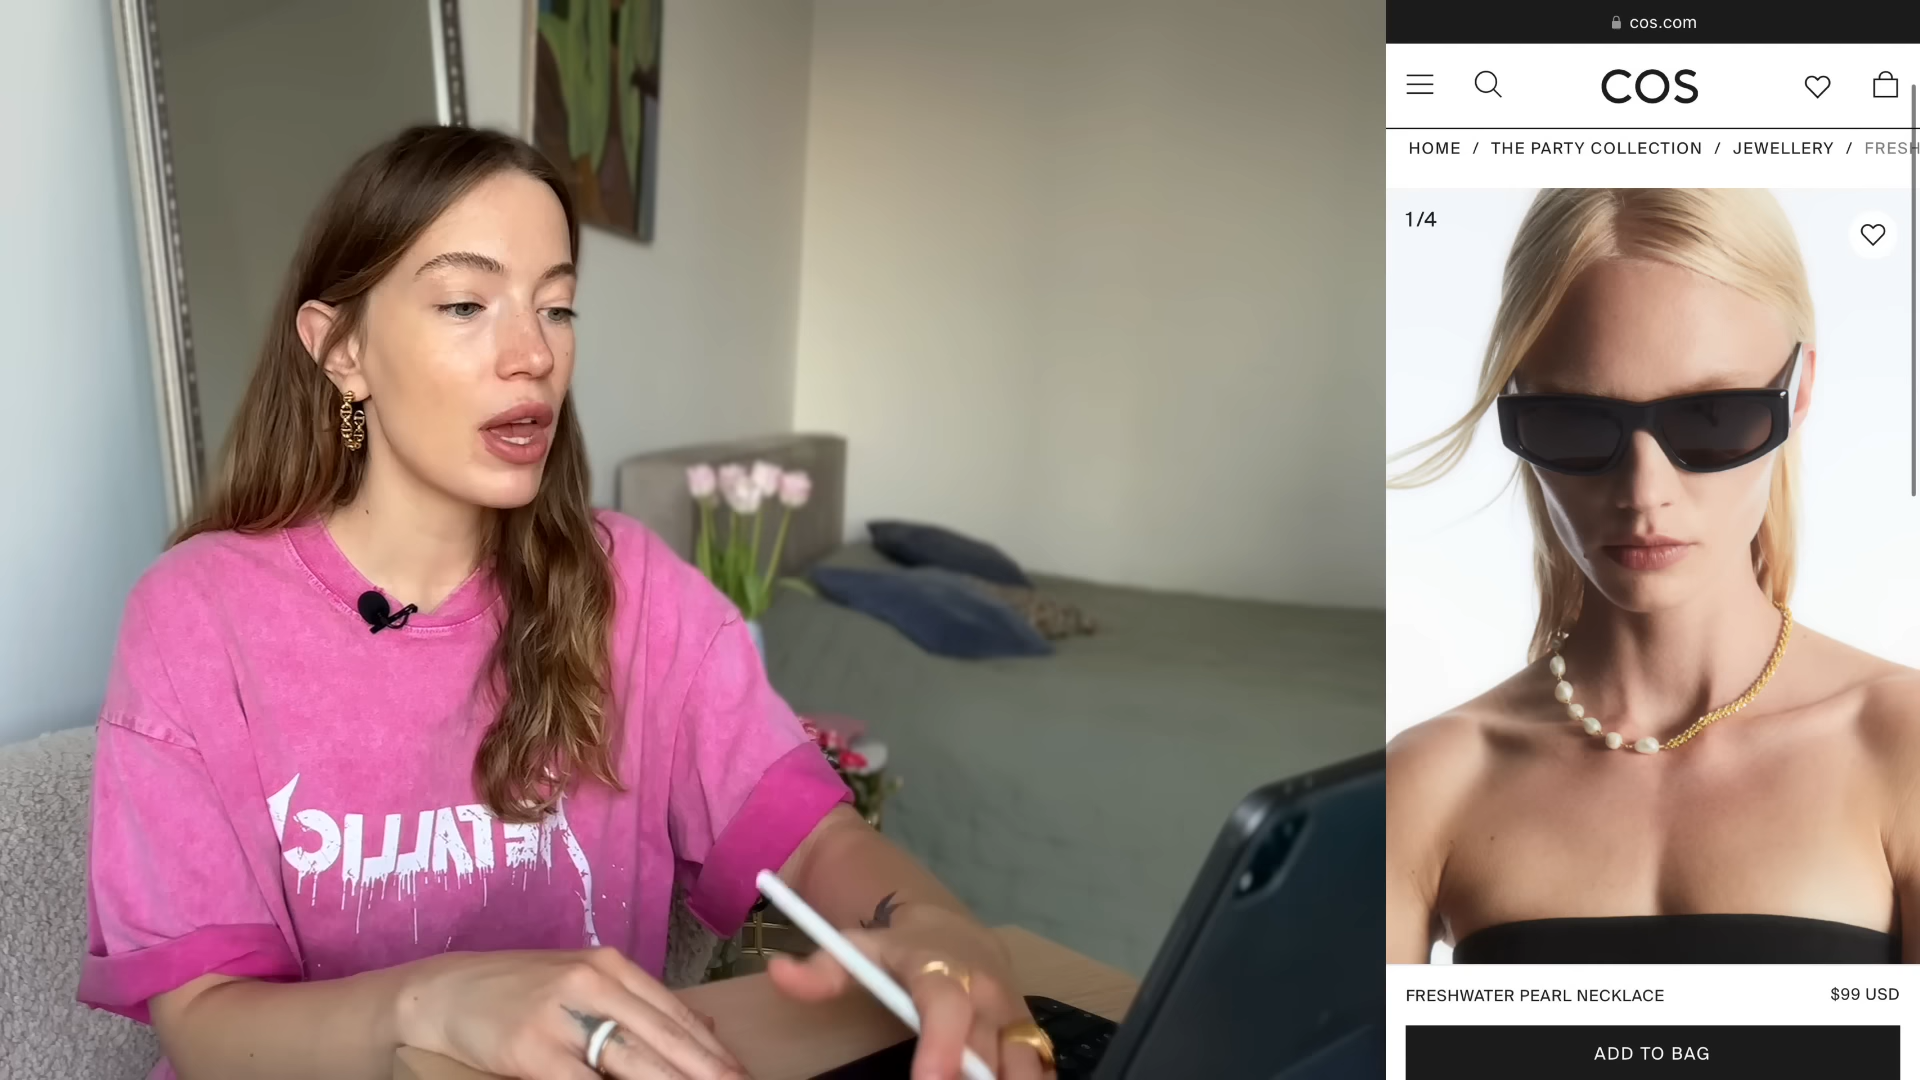 cos.com
COS
HOME / THE PARTY COLLECTION / JEWELLERY / FRESH
1/4
METALLIC
FRESHWATER PEARL NECKLACE
$99 USD
ADD TO BAG